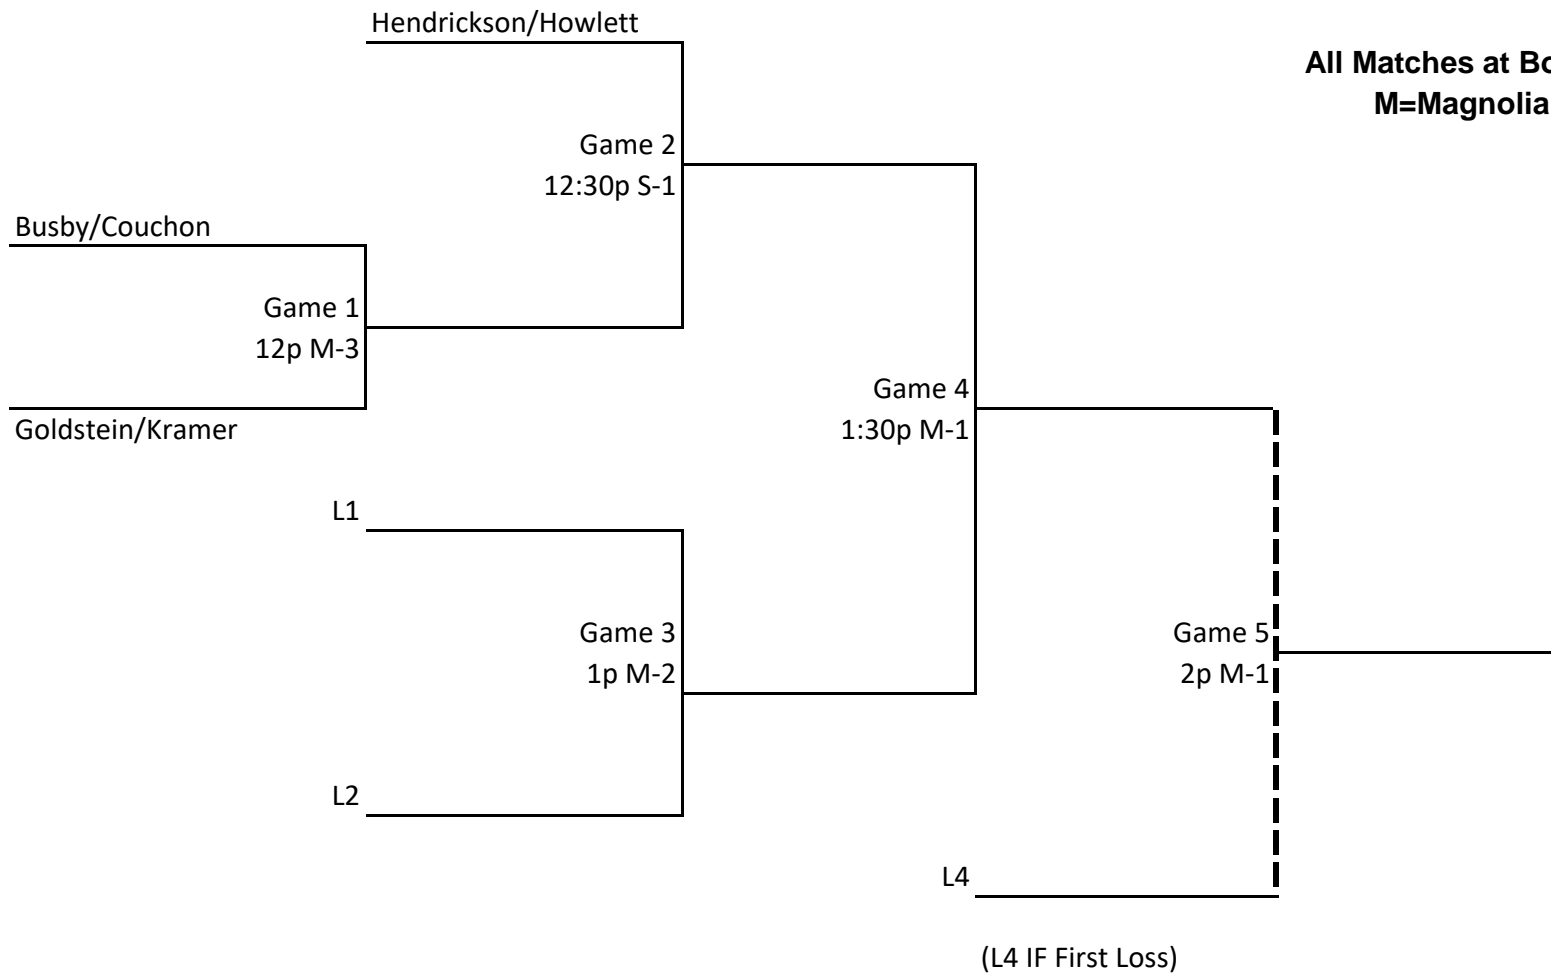 Hendrickson/Howlett
All Matches at Bo
M=Magnolia
Game 2
12:30p S-1
Busby/Couchon
Game 1
12p M-3
Game 4
1:30p M-1
Goldstein/Kramer
L1
Game 3
1p M-2
Game 5
2p M-1
L2
L4
(L4 IF First Loss)